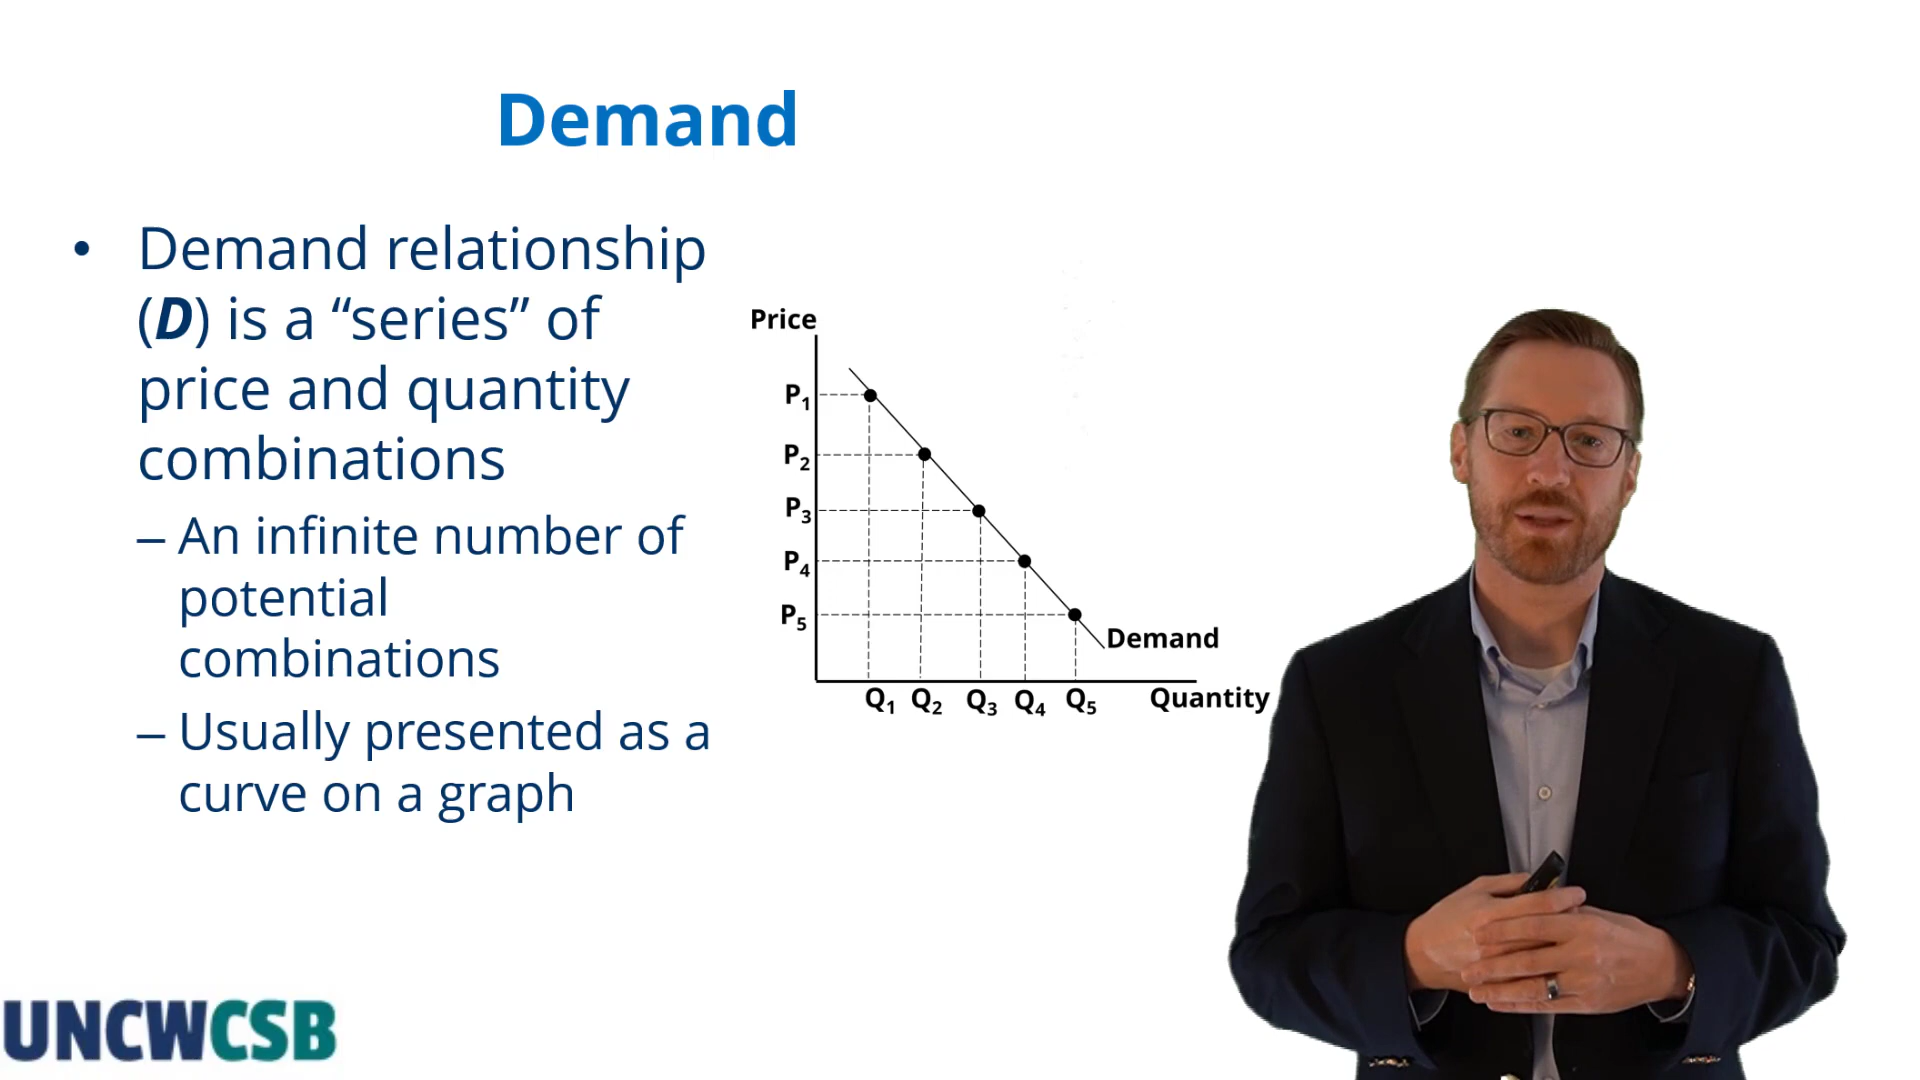 Demand
• Demand relationship
(D) is a “series” of
price and quantity
combinations
– An infinite number of
potential
combinations
– Usually presented as a
curve on a graph
Price
P1
P2
P3
P4
P5
Demand
Q1 Q2 Q3 Q4 Q5 Quantity
UNCWCSB